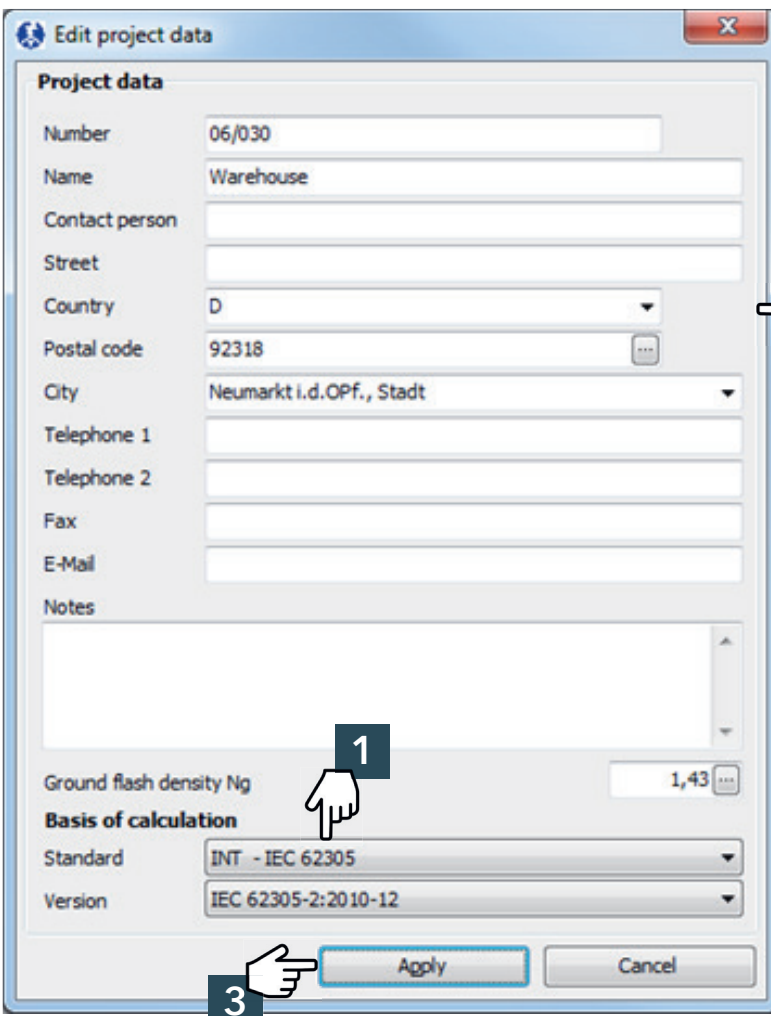 Edit project data
Project data
Number 06/030
Name Warehouse
Contact person
Street
Country D
Postal code 92318 ...
City Neumarkt i.d.OPf., Stadt
Telephone 1
Telephone 2
Fax
E-Mail
Notes
1
Ground flash density Ng 1,43 ...
Basis of calculation
Standard INT - IEC 62305
Version IEC 62305-2:2010-12
Apply Cancel
3